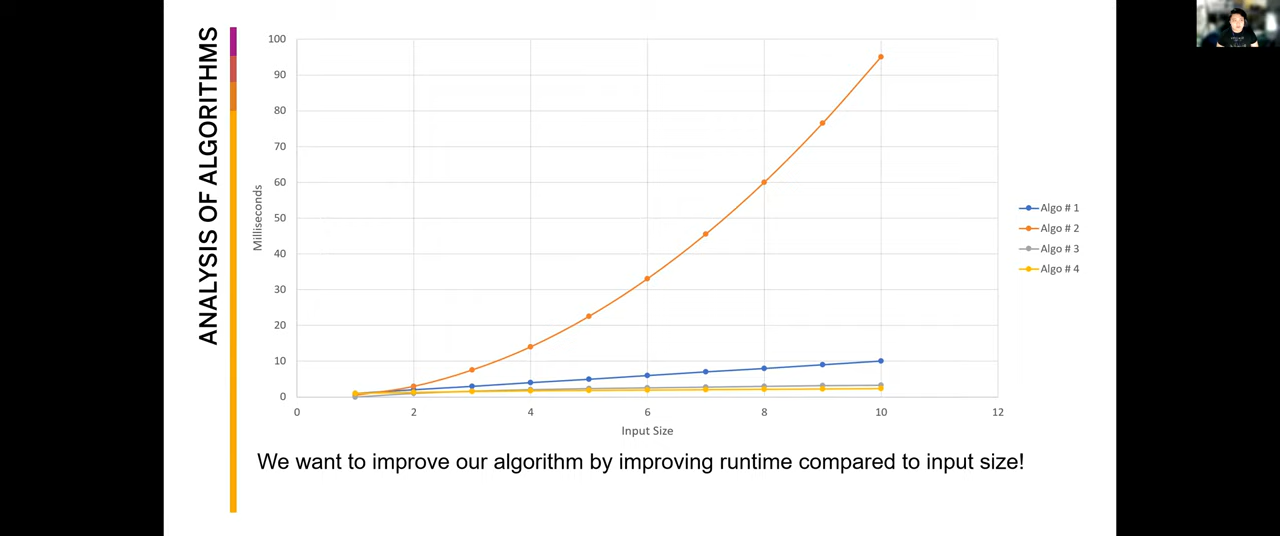 ANALYSIS OF ALGORITHMS
100
90
80
70
60
50
40
30
20
10
0
Milliseconds
0 2 4 6 8 10 12
Input Size
Algo # 1
Algo # 2
Algo # 3
Algo # 4
We want to improve our algorithm by improving runtime compared to input size!